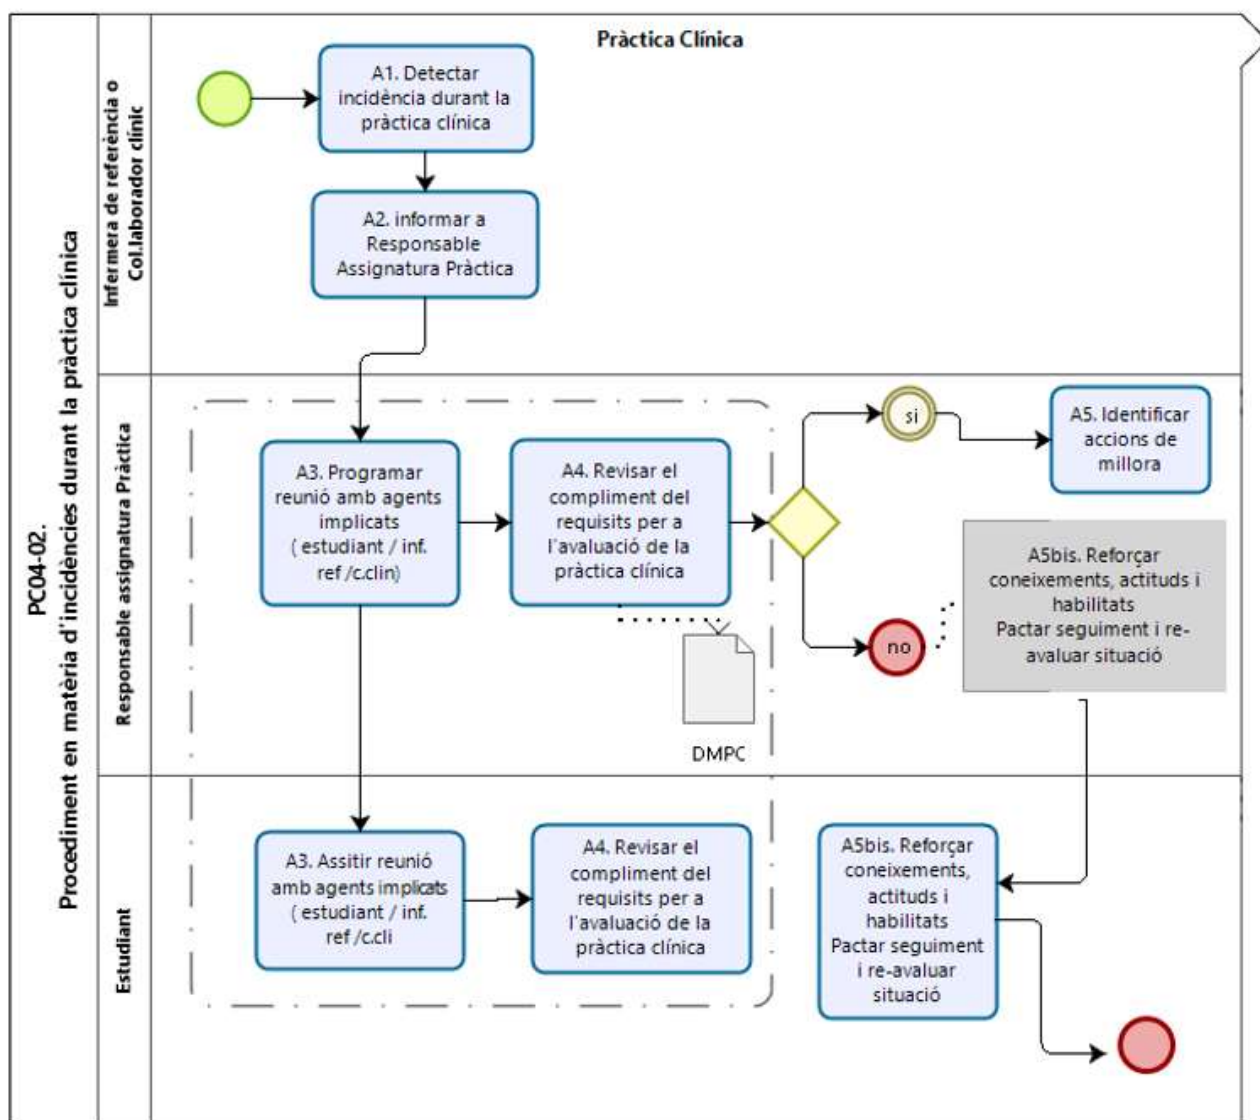 PC04-02.
Procediment en matèria d'incidències durant la pràctica clínica
Pràctica Clínica
Infermera de referència o
Col.laborador clínic
A1. Detectar
incidència durant la
pràctica clínica
A2. informar a
Responsable
Assignatura Pràctica
Responsable assignatura Pràctica
A3. Programar
reunió amb agents
implicats
( estudiant / inf.
ref /c.clin)
A4. Revisar el
compliment del
requisits per a
l'avaluació de la
pràctica clínica
DMPC
si
no
A5. Identificar
accions de
millora
A5bis. Reforçar
coneixements, actituds i
habilitats
Pactar seguiment i re-
avaluar situació
Estudiant
A3. Assitir reunió
amb agents implicats
( estudiant / inf.
ref /c.cli
A4. Revisar el
compliment del
requisits per a
l'avaluació de la
pràctica clínica
A5bis. Reforçar
coneixements,
actituds i
habilitats
Pactar seguiment
i re-avaluar
situació